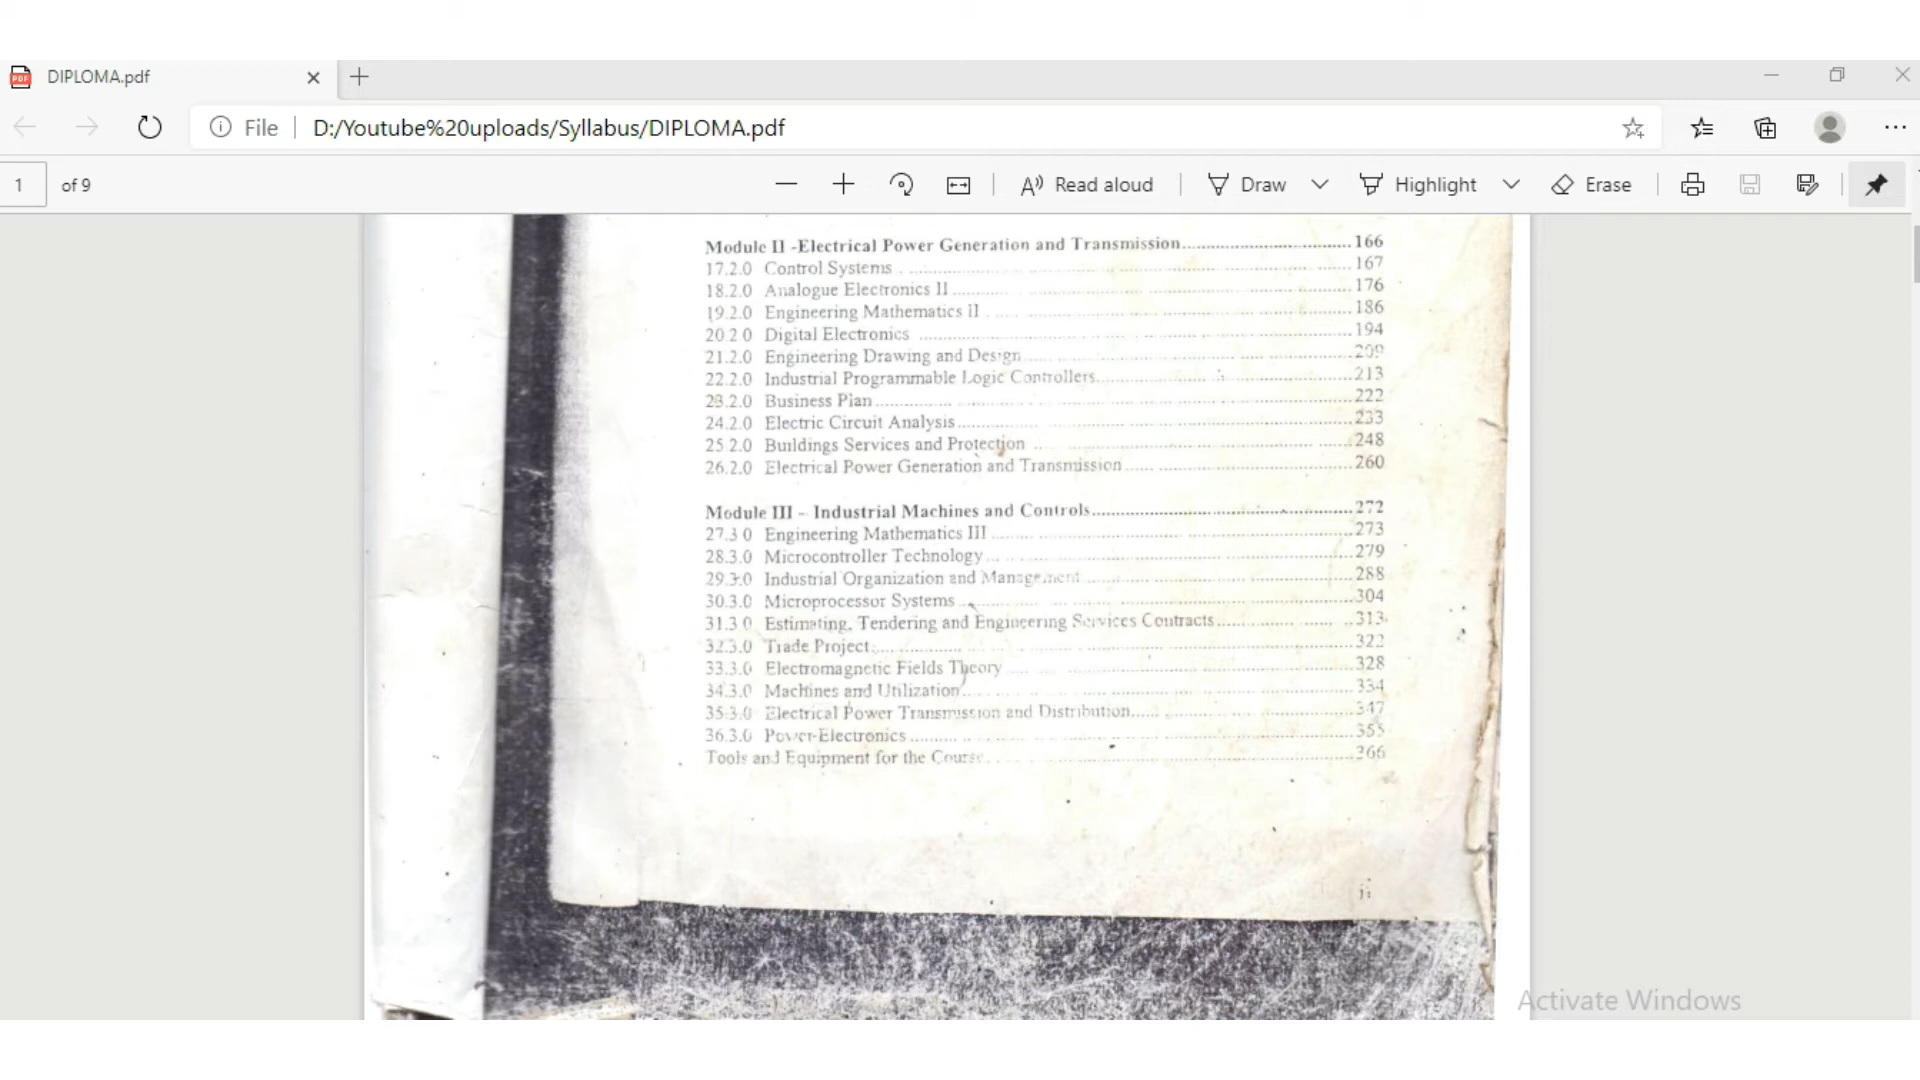 DIPLOMA.pdf
File D:/Youtube%20uploads/Syllabus/DIPLOMA.pdf
1 of 9 Read aloud Draw Highlight Erase
Module II -Electrical Power Generation and Transmission 166
17.2.0 Control Systems 167
18.2.0 Analogue Electronics II 176
19.2.0 Engineering Mathematics II 186
20 2 0 Digital Electronics 194
21.2.0 Engineering Drawing and Design 209
22.2.0 Industrial Programmable Logic Controllers 213
23.2.0 Business Plan 222
24.2.0 Electric Circuit Analysis 233
25 2.0 Buildings Services and Protection 248
26.2.0 Electrical Power Generation and Transmission 260
Module III - Industrial Machines and Controls 272
27.3 0 Engineering Mathematics III 273
28.3.0 Microcontroller Technology 279
29.3.0 Industrial Organization and Management 288
30.3.0 Microprocessor Systems 304
31.3 0 Estimating, Tendering and Engineering Services Contracts 313
32.3.0 Trade Project 322
33.3.0 Electromagnetic Fields Theory 328
34.3.0 Machines and Utilization 334
35.3.0 Electrical Power Transmission and Distribution 347
36.3.0 Power Electronics 355
Tools and Equipment for the Course 366
ii
Activate Windows